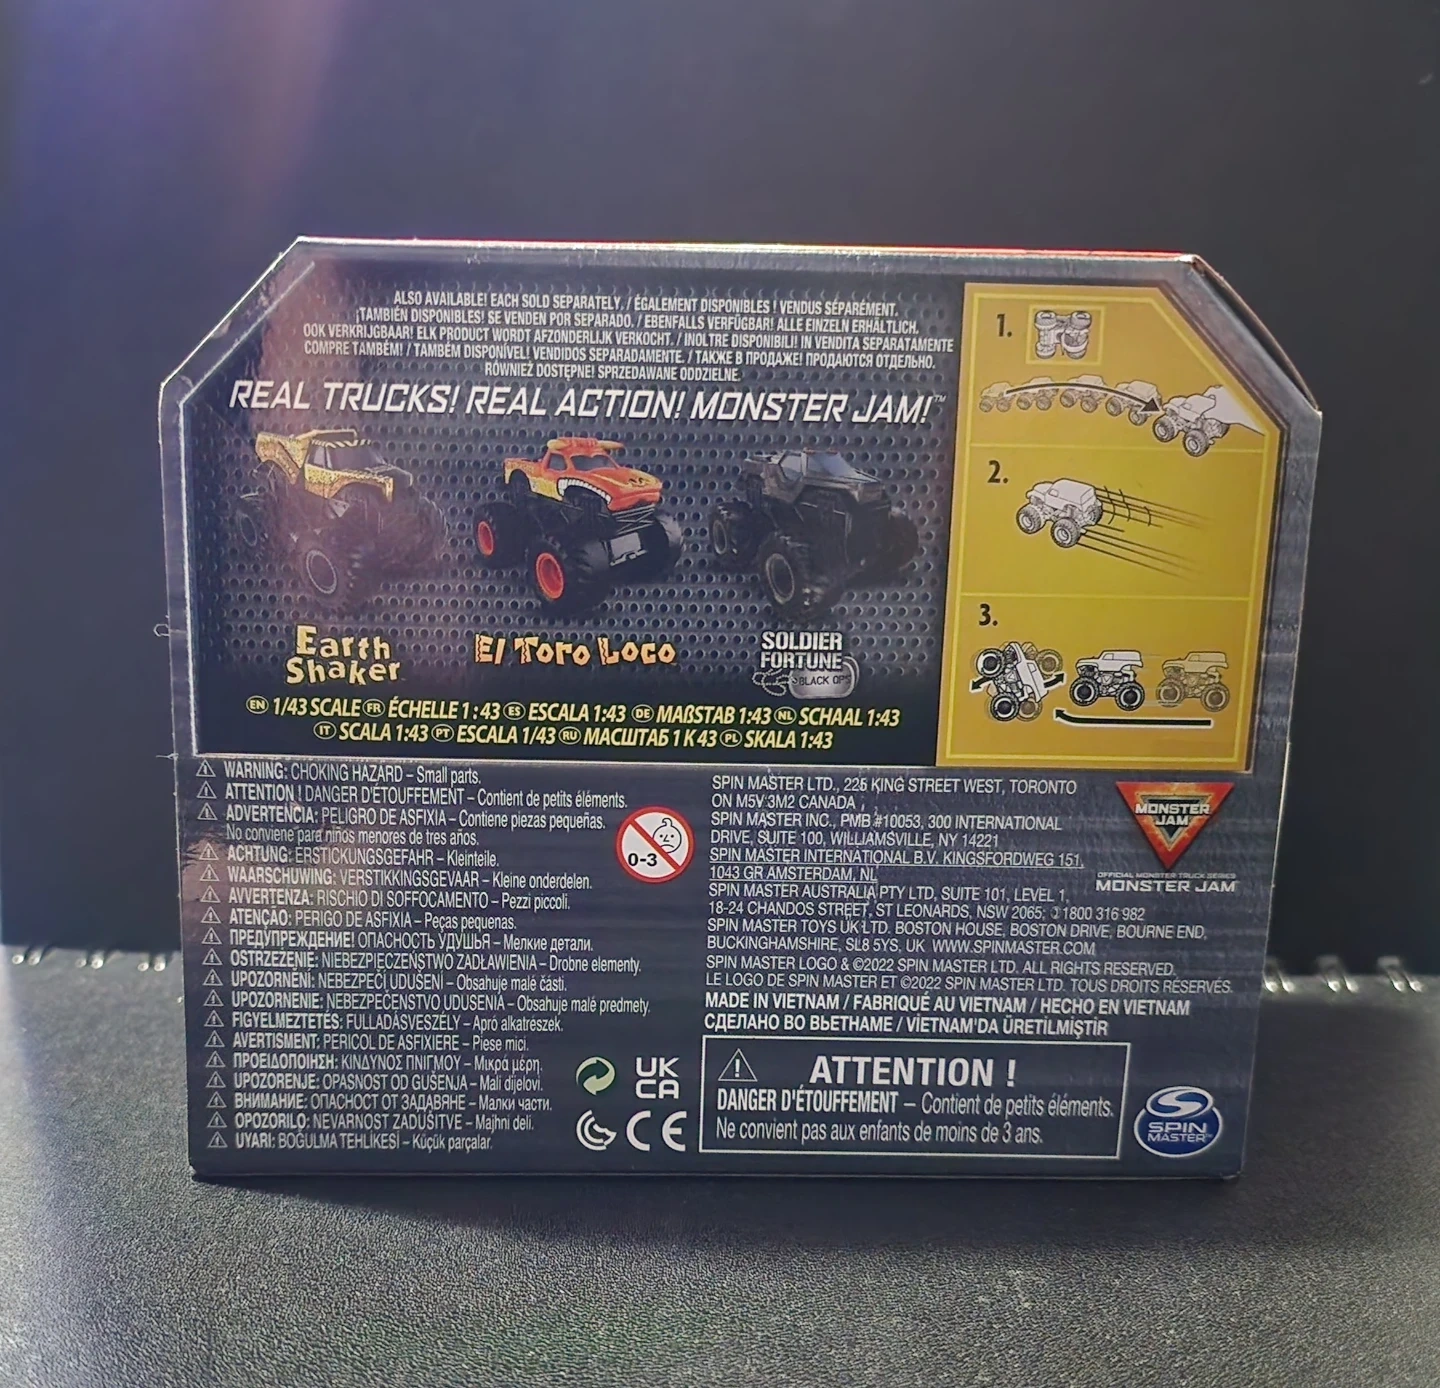 ALSO AVAILABLE! EACH SOLD SEPARATELY. / ÉGALEMENT DISPONIBLES ! VENDUS SÉPARÉMENT.
¡TAMBIÉN DISPONIBLES! SE VENDEN POR SEPARADO. / EBENFALLS VERFÜGBAR! ALLE EINZELN ERHÄLTLICH.
OOK VERKRIJGBAAR! ELK PRODUCT WORDT AFZONDERLIJK VERKOCHT. / INOLTRE DISPONIBILI! IN VENDITA SEPARATAMENTE
COMPRE TAMBÉM! / TAMBÉM DISPONÍVEL! VENDIDOS SEPARADAMENTE. / ТАКЖЕ В ПРОДАЖЕ! ПРОДАЮТСЯ ОТДЕЛЬНО.
RÓWNIEŻ DOSTĘPNE! SPRZEDAWANE ODDZIELNE.
REAL TRUCKS! REAL ACTION! MONSTER JAM!™
Earth Shaker
El Toro Loco
SOLDIER FORTUNE
BLACK OPS
EN 1/43 SCALE FR ÉCHELLE 1 : 43 ES ESCALA 1:43 DE MAßSTAB 1:43 NL SCHAAL 1:43
IT SCALA 1:43 PT ESCALA 1/43 RU МАСШТАБ 1 К 43 PL SKALA 1:43
1.
2.
3.
WARNING: CHOKING HAZARD – Small parts.
ATTENTION ! DANGER D'ÉTOUFFEMENT – Contient de petits éléments.
ADVERTENCIA: PELIGRO DE ASFIXIA – Contiene piezas pequeñas.
No conviene para niños menores de tres años.
ACHTUNG: ERSTICKUNGSGEFAHR – Kleinteile.
WAARSCHUWING: VERSTIKKINGSGEVAAR – Kleine onderdelen.
AVVERTENZA: RISCHIO DI SOFFOCAMENTO – Pezzi piccoli.
ATENÇÃO: PERIGO DE ASFIXIA – Peças pequenas.
ПРЕДУПРЕЖДЕНИЕ! ОПАСНОСТЬ УДУШЬЯ – Мелкие детали.
OSTRZEŻENIE: NIEBEZPIECZEŃSTWO ZADŁAWIENIA – Drobne elementy.
UPOZORNĚNÍ: NEBEZPEČÍ UDUŠENÍ – Obsahuje malé části.
UPOZORNENIE: NEBEZPEČENSTVO UDUSENIA – Obsahuje malé predmety.
FIGYELMEZTETÉS: FULLADÁSVESZÉLY – Apró alkatrészek.
AVERTISMENT: PERICOL DE ASFIXIERE – Piese mici.
ΠΡΟΕΙΔΟΠΟΙΗΣΗ: ΚΙΝΔΥΝΟΣ ΠΝΙΓΜΟΥ – Μικρά μέρη.
UPOZORENJE: OPASNOST OD GUŠENJA – Mali dijelovi.
ВНИМАНИЕ: ОПАСНОСТ ОТ ЗАДАВЯНЕ – Малки части.
OPOZORILO: NEVARNOST ZADUŠITVE – Majhni deli.
UYARI: BOĞULMA TEHLİKESİ – Küçük parçalar.
0-3
UK
CA
CE
SPIN MASTER LTD., 225 KING STREET WEST, TORONTO
ON M5V 3M2 CANADA
SPIN MASTER INC., PMB #10053, 300 INTERNATIONAL
DRIVE, SUITE 100, WILLIAMSVILLE, NY 14221
SPIN MASTER INTERNATIONAL B.V. KINGSFORDWEG 151,
1043 GR AMSTERDAM, NL
SPIN MASTER AUSTRALIA PTY LTD, SUITE 101, LEVEL 1,
18-24 CHANDOS STREET, ST LEONARDS, NSW 2065; 1800 316 982
SPIN MASTER TOYS UK LTD. BOSTON HOUSE, BOSTON DRIVE, BOURNE END,
BUCKINGHAMSHIRE, SL8 5YS. UK WWW.SPINMASTER.COM
SPIN MASTER LOGO & ©2022 SPIN MASTER LTD. ALL RIGHTS RESERVED.
LE LOGO DE SPIN MASTER ET ©2022 SPIN MASTER LTD. TOUS DROITS RÉSERVÉS.
MADE IN VIETNAM / FABRIQUÉ AU VIETNAM / HECHO EN VIETNAM
СДЕЛАНО ВО ВЬЕТНАМЕ / VİETNAM'DA ÜRETİLMİŞTİR
MONSTER JAM
OFFICIAL MONSTER TRUCK SERIES
MONSTER JAM
ATTENTION !
DANGER D'ÉTOUFFEMENT – Contient de petits éléments.
Ne convient pas aux enfants de moins de 3 ans.
SPIN MASTER™